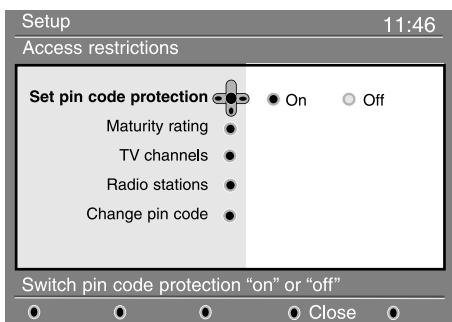 Setup 11:46
Access restrictions
Set pin code protection On Off
Maturity rating
TV channels
Radio stations
Change pin code
Switch pin code protection “on” or “off”
Close